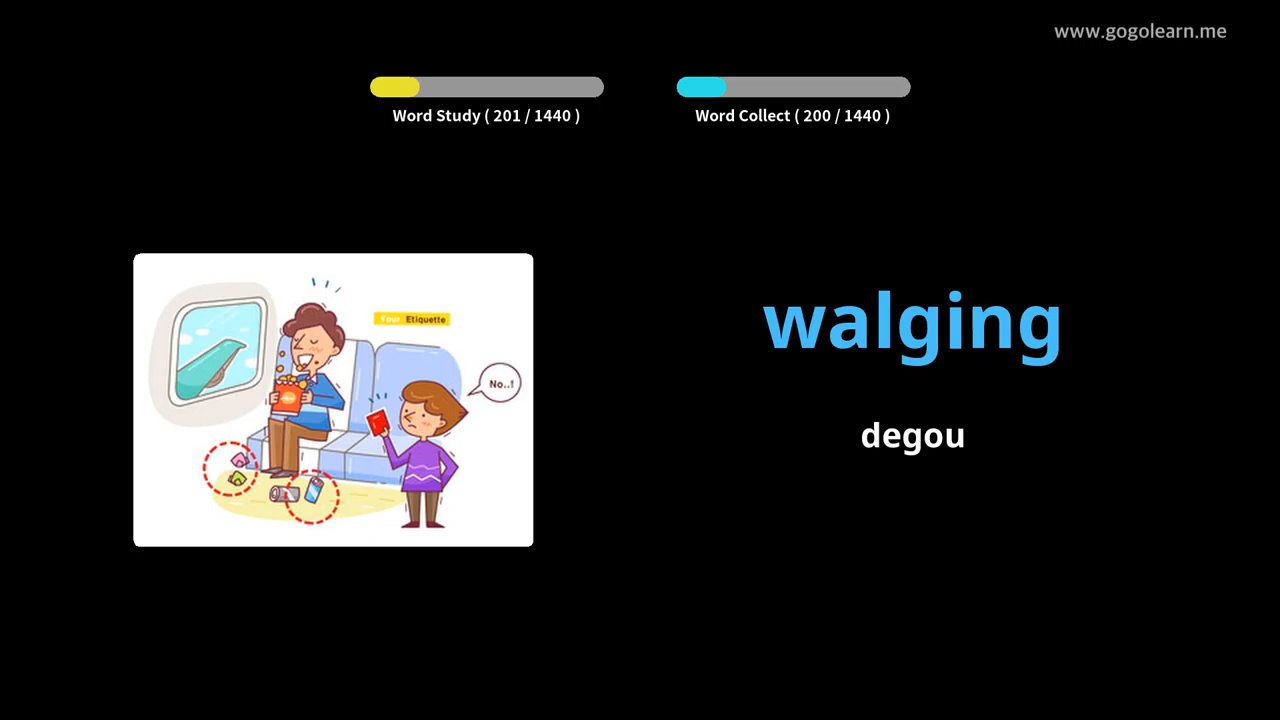 www.gogolearn.me
Word Study ( 201 / 1440 )
Word Collect ( 200 / 1440 )
Your Etiquette
No..!
walging
degou